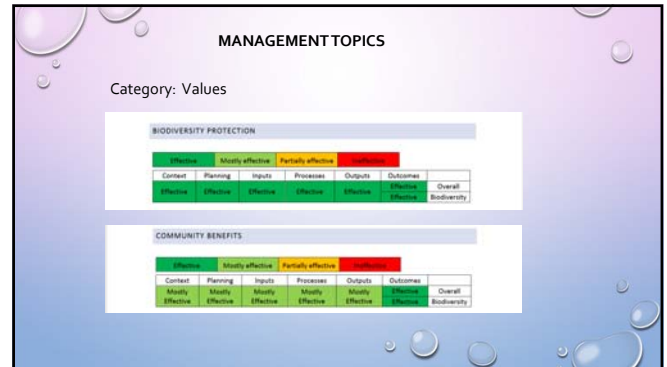 MANAGEMENT TOPICS
Category: Values
BIODIVERSITY PROTECTION
Effective Mostly effective Partially effective Ineffective
Context Planning Inputs Processes Outputs Outcomes
Effective Effective Effective Effective Effective Effective Overall
Effective Biodiversity
COMMUNITY BENEFITS
Effective Mostly effective Partially effective Ineffective
Context Planning Inputs Processes Outputs Outcomes
Mostly Mostly Mostly Mostly Mostly Effective Overall
Effective Effective Effective Effective Effective Effective Biodiversity